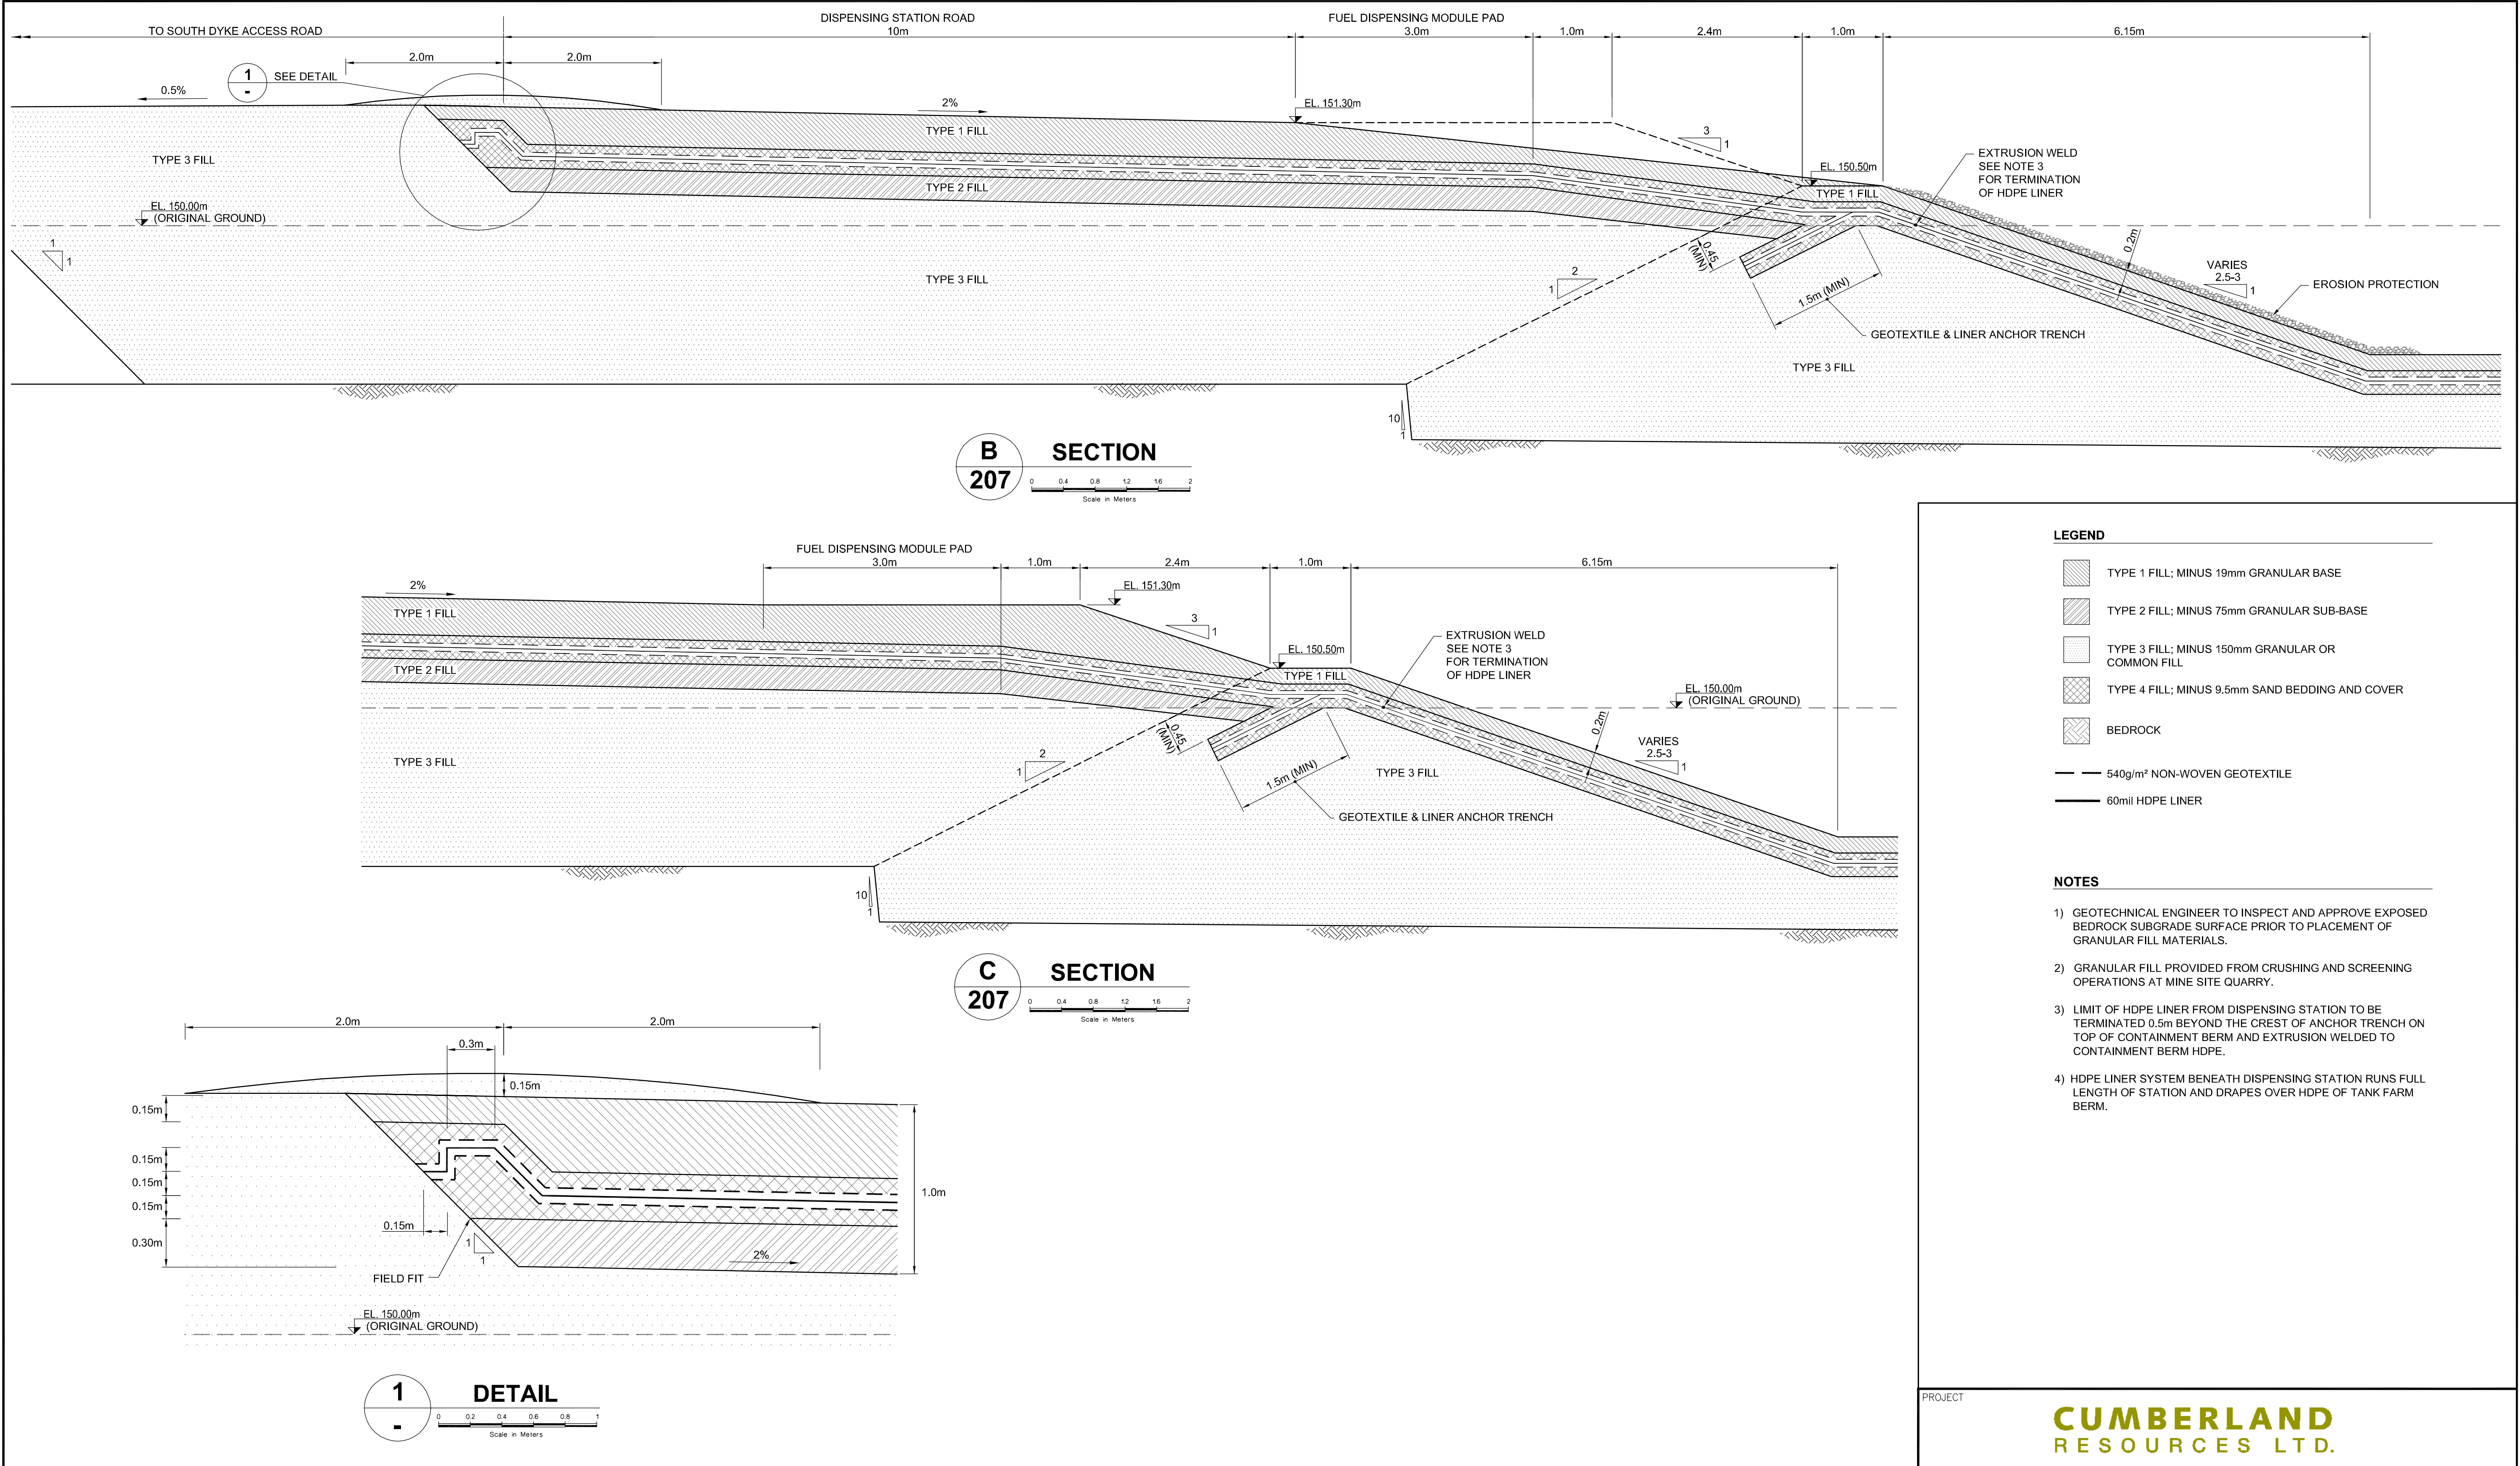 DISPENSING STATION ROAD
FUEL DISPENSING MODULE PAD
TO SOUTH DYKE ACCESS ROAD
10m
3.0m
1.0m
2.4m
1.0m
6.15m
2.0m
2.0m
1
-
SEE DETAIL
0.5%
2%
EL. 151.30m
TYPE 1 FILL
3
1
TYPE 3 FILL
EL. 150.50m
EXTRUSION WELD
SEE NOTE 3
FOR TERMINATION
OF HDPE LINER
TYPE 2 FILL
TYPE 1 FILL
EL. 150.00m
(ORIGINAL GROUND)
1
1
0.45
(MIN)
0.2m
VARIES
2.5-3
1
TYPE 3 FILL
2
1
1.5m (MIN)
EROSION PROTECTION
GEOTEXTILE & LINER ANCHOR TRENCH
TYPE 3 FILL
10
1
B
207
SECTION
0 0.4 0.8 1.2 1.6 2
Scale in Meters
FUEL DISPENSING MODULE PAD
3.0m
1.0m
2.4m
1.0m
6.15m
2%
EL. 151.30m
TYPE 1 FILL
3
1
EXTRUSION WELD
SEE NOTE 3
FOR TERMINATION
OF HDPE LINER
EL. 150.50m
TYPE 2 FILL
TYPE 1 FILL
EL. 150.00m
(ORIGINAL GROUND)
0.45
(MIN)
0.2m
VARIES
2.5-3
1
TYPE 3 FILL
2
1
1.5m (MIN)
TYPE 3 FILL
GEOTEXTILE & LINER ANCHOR TRENCH
10
1
C
207
SECTION
0 0.4 0.8 1.2 1.6 2
Scale in Meters
2.0m
2.0m
0.3m
0.15m
0.15m
0.15m
0.15m
0.15m
0.30m
0.15m
1.0m
1
1
2%
FIELD FIT
EL. 150.00m
(ORIGINAL GROUND)
1
-
DETAIL
0 0.2 0.4 0.6 0.8 1
Scale in Meters
LEGEND
TYPE 1 FILL; MINUS 19mm GRANULAR BASE
TYPE 2 FILL; MINUS 75mm GRANULAR SUB-BASE
TYPE 3 FILL; MINUS 150mm GRANULAR OR
COMMON FILL
TYPE 4 FILL; MINUS 9.5mm SAND BEDDING AND COVER
BEDROCK
540g/m² NON-WOVEN GEOTEXTILE
60mil HDPE LINER
NOTES
1) GEOTECHNICAL ENGINEER TO INSPECT AND APPROVE EXPOSED
BEDROCK SUBGRADE SURFACE PRIOR TO PLACEMENT OF
GRANULAR FILL MATERIALS.
2) GRANULAR FILL PROVIDED FROM CRUSHING AND SCREENING
OPERATIONS AT MINE SITE QUARRY.
3) LIMIT OF HDPE LINER FROM DISPENSING STATION TO BE
TERMINATED 0.5m BEYOND THE CREST OF ANCHOR TRENCH ON
TOP OF CONTAINMENT BERM AND EXTRUSION WELDED TO
CONTAINMENT BERM HDPE.
4) HDPE LINER SYSTEM BENEATH DISPENSING STATION RUNS FULL
LENGTH OF STATION AND DRAPES OVER HDPE OF TANK FARM
BERM.
PROJECT
CUMBERLAND
RESOURCES LTD.